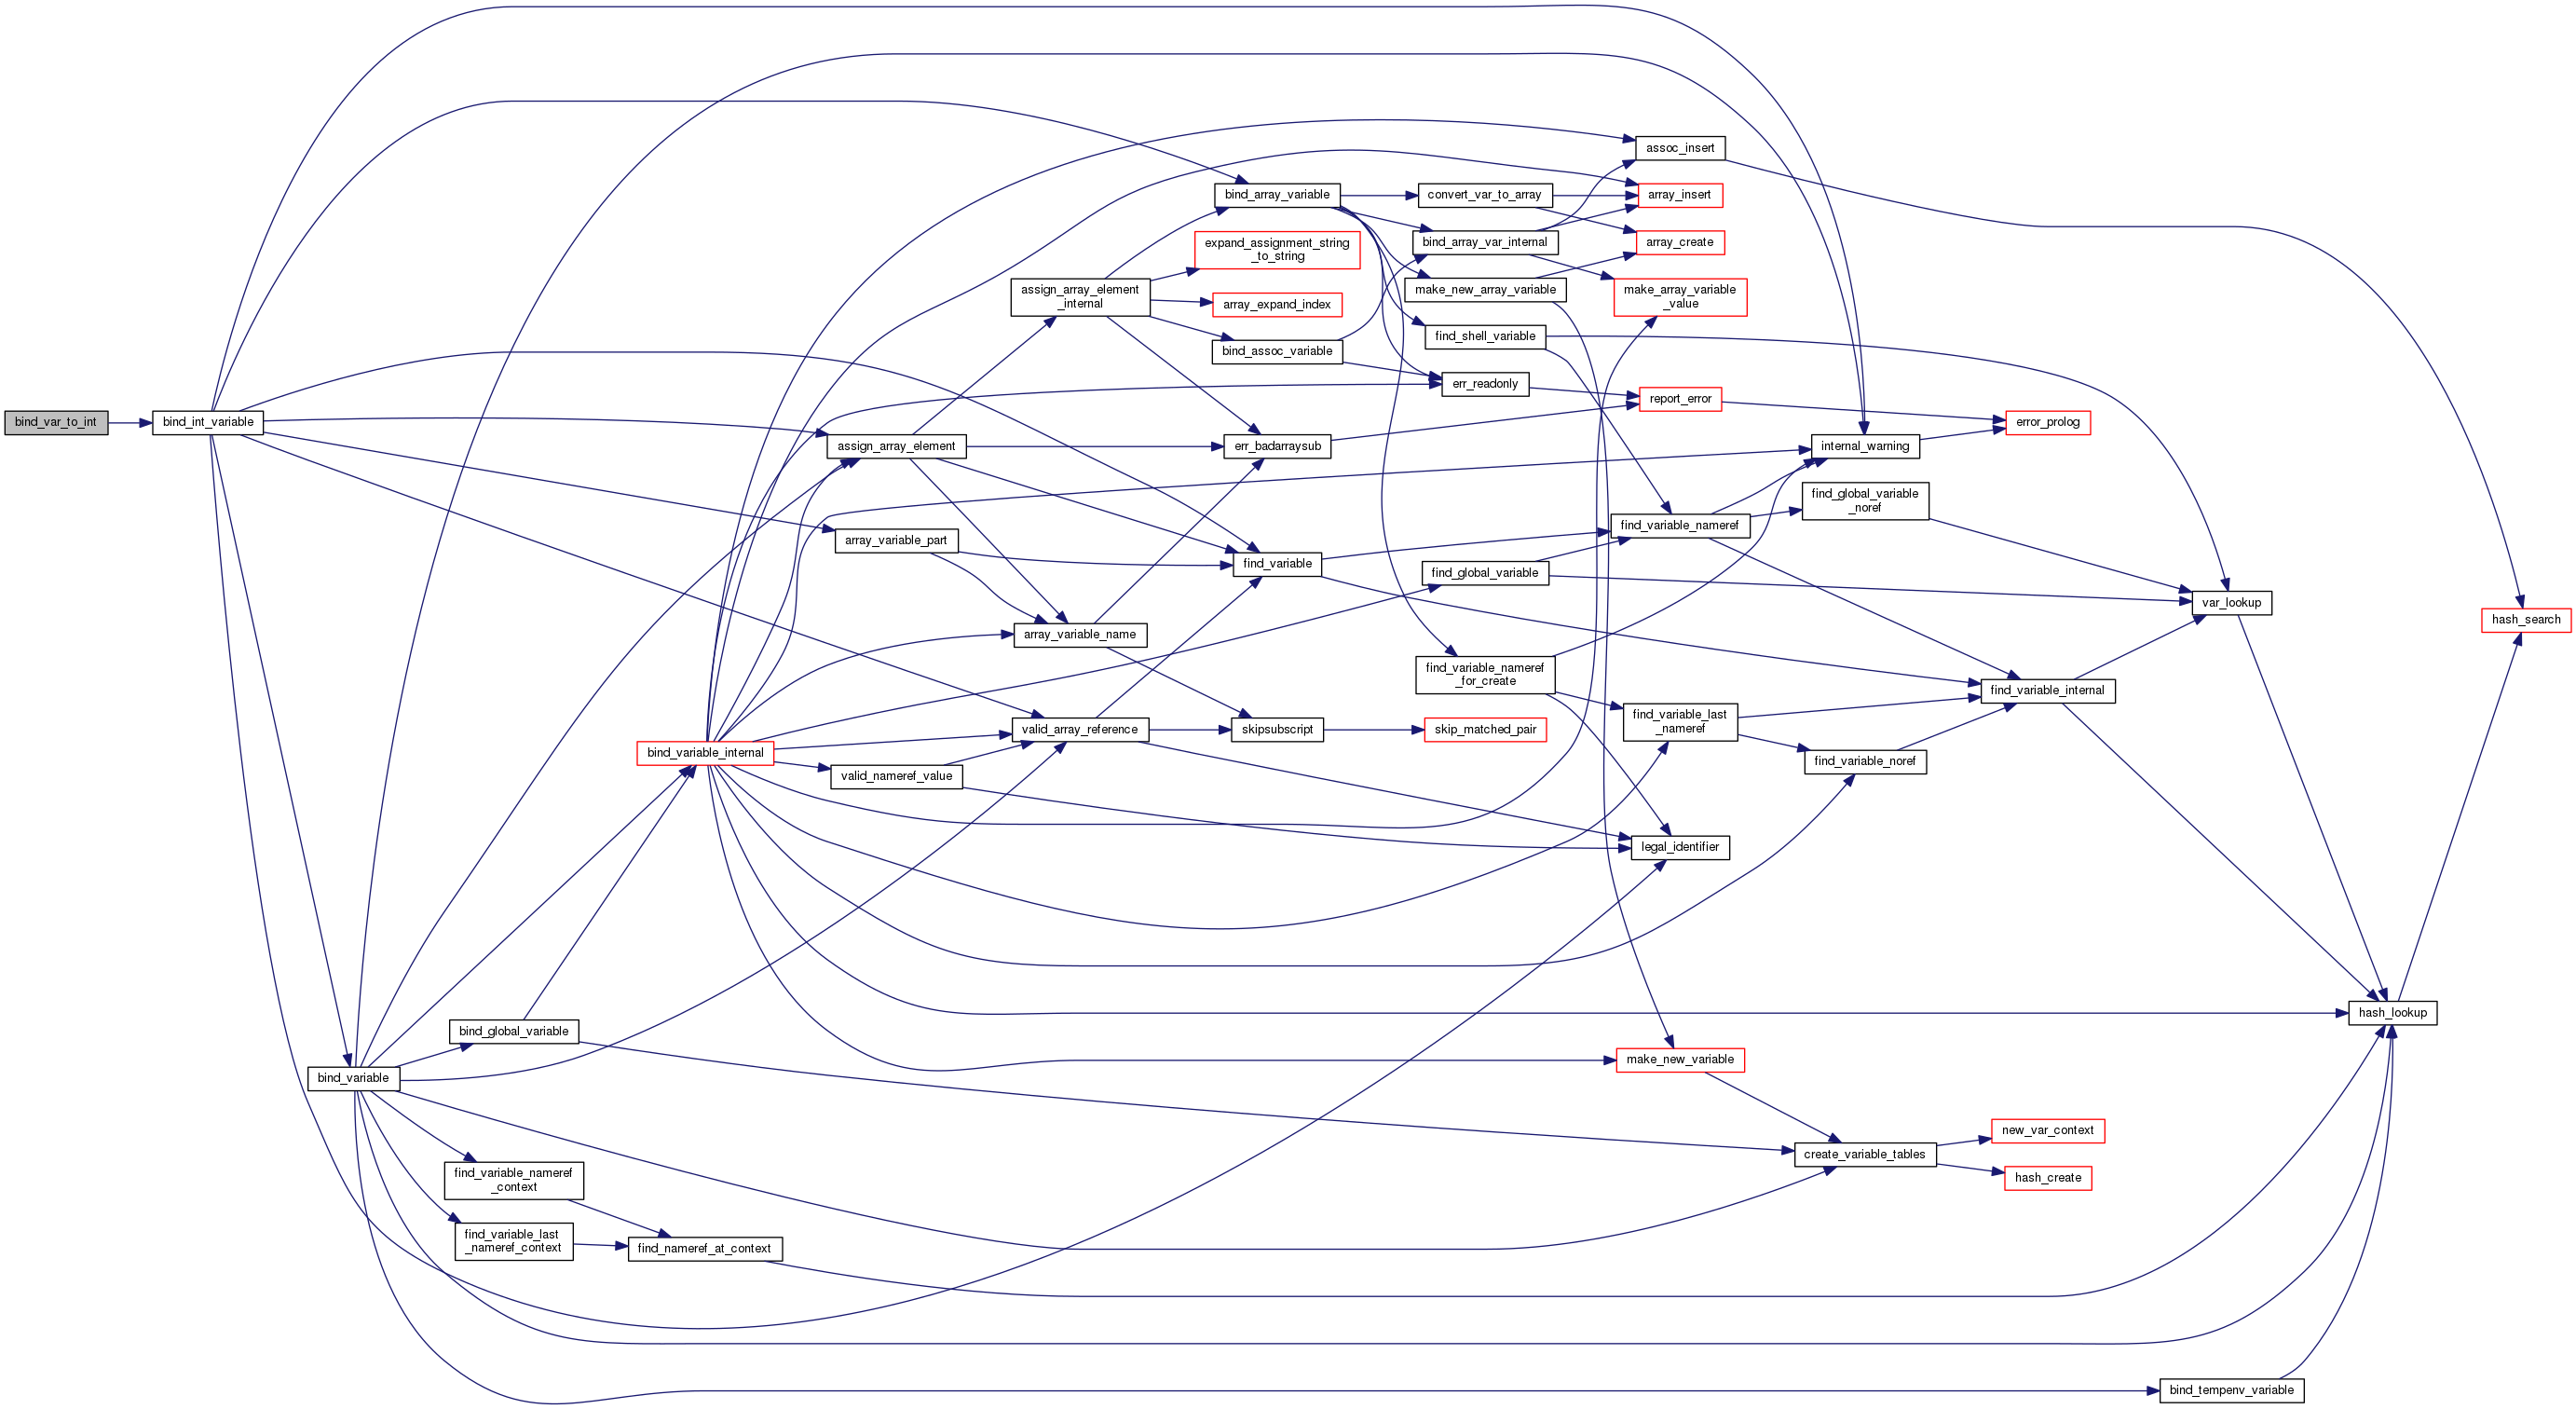 bind_var_to_int
bind_int_variable
bind_variable
bind_global_variable
find_variable_nameref
_context
find_variable_last
_nameref_context
bind_variable_internal
find_nameref_at_context
assign_array_element
array_variable_part
valid_nameref_value
assign_array_element
_internal
array_variable_name
valid_array_reference
bind_array_variable
expand_assignment_string
_to_string
array_expand_index
bind_assoc_variable
err_badarraysub
find_variable
skipsubscript
convert_var_to_array
bind_array_var_internal
make_new_array_variable
find_shell_variable
err_readonly
find_global_variable
find_variable_nameref
_for_create
skip_matched_pair
assoc_insert
array_insert
array_create
make_array_variable
_value
report_error
find_variable_nameref
find_variable_last
_nameref
legal_identifier
make_new_variable
internal_warning
find_global_variable
_noref
find_variable_noref
create_variable_tables
error_prolog
find_variable_internal
new_var_context
hash_create
var_lookup
bind_tempenv_variable
hash_lookup
hash_search